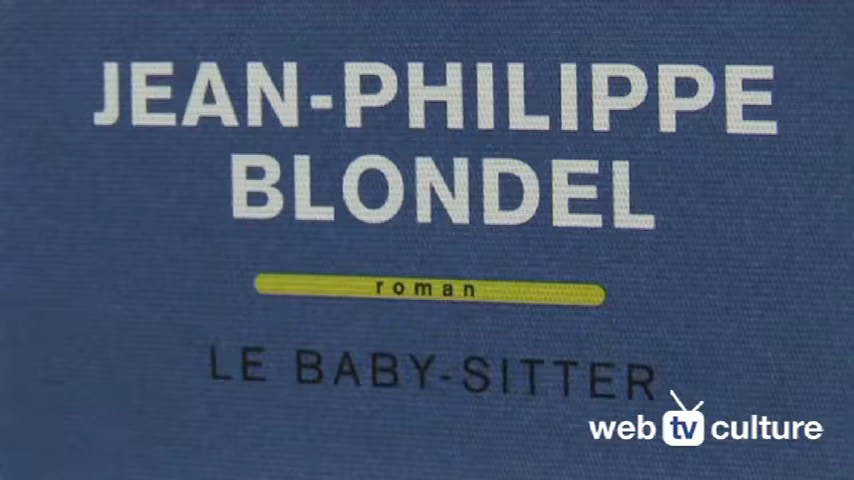 JEAN-PHILIPPE
BLONDEL
roman
LE BABY-SITTER
web tv culture